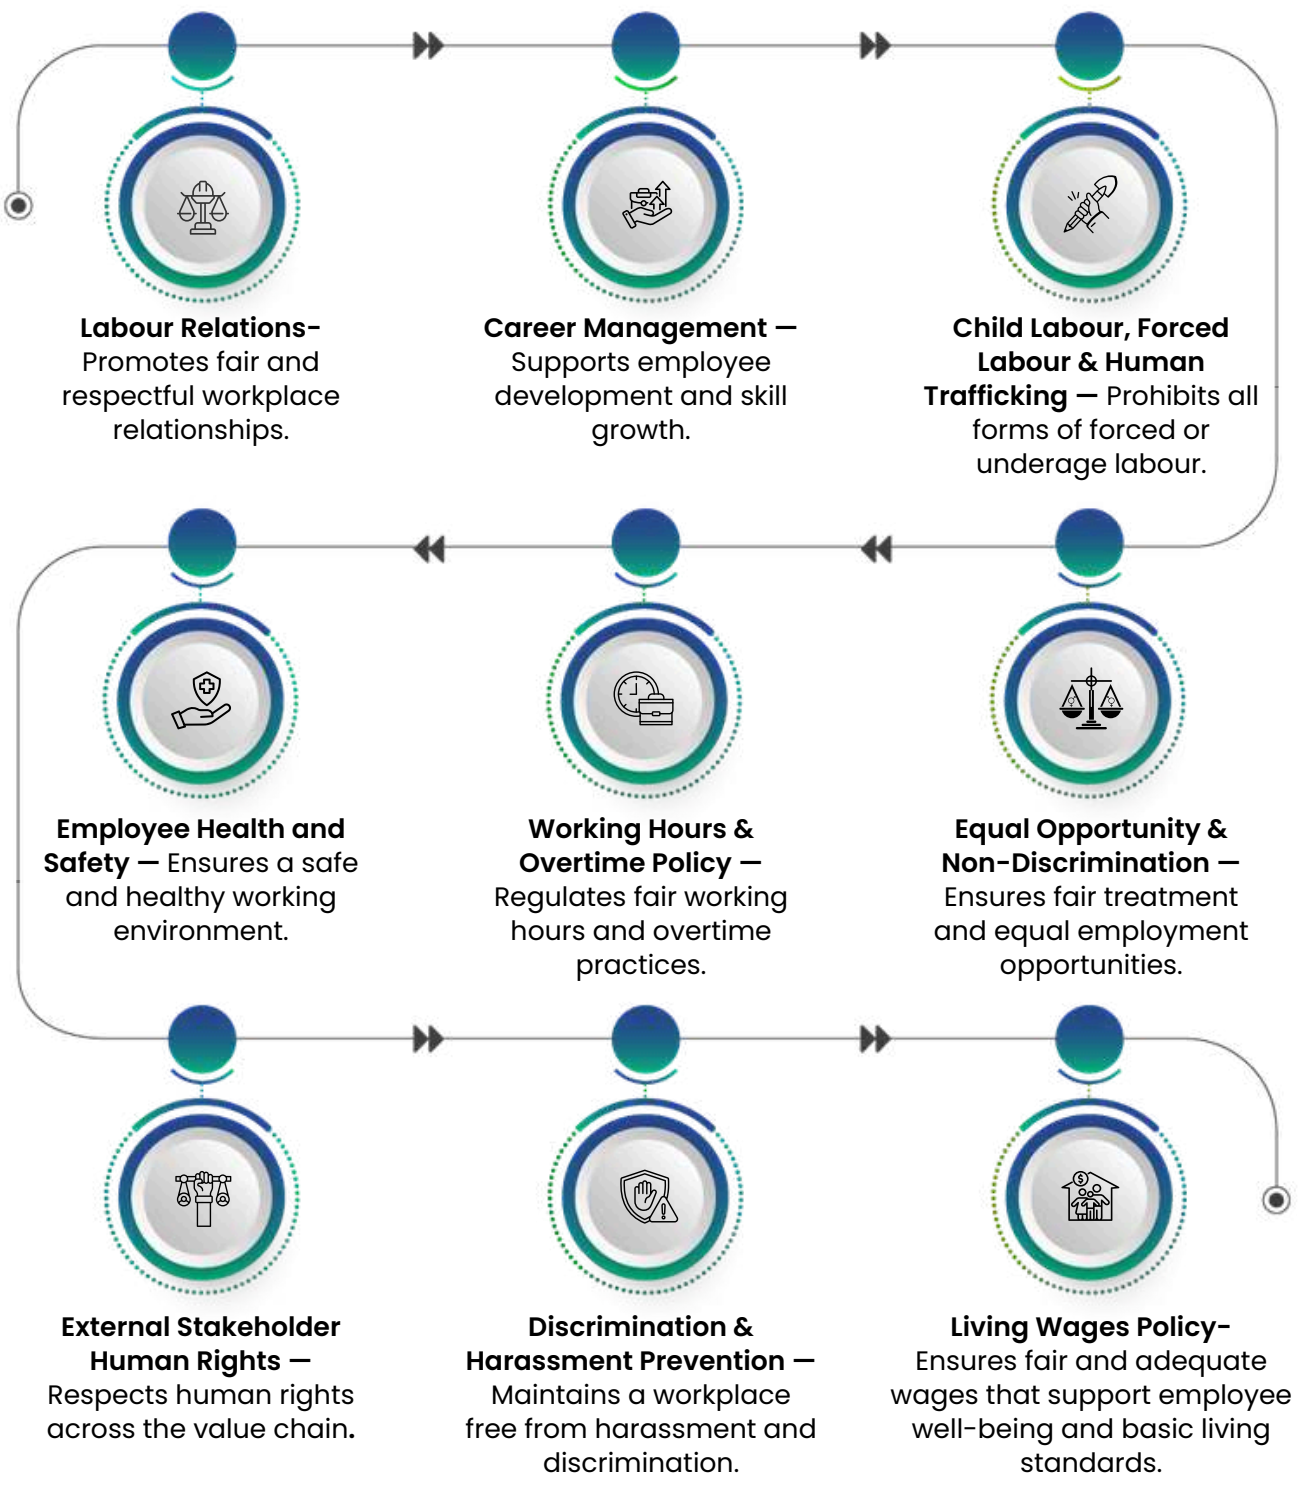 Labour Relations-
Promotes fair and
respectful workplace
relationships.
Career Management —
Supports employee
development and skill
growth.
Child Labour, Forced
Labour & Human
Trafficking — Prohibits all
forms of forced or
underage labour.
Employee Health and
Safety — Ensures a safe
and healthy working
environment.
Working Hours &
Overtime Policy —
Regulates fair working
hours and overtime
practices.
Equal Opportunity &
Non-Discrimination —
Ensures fair treatment
and equal employment
opportunities.
External Stakeholder
Human Rights —
Respects human rights
across the value chain.
Discrimination &
Harassment Prevention —
Maintains a workplace
free from harassment and
discrimination.
Living Wages Policy-
Ensures fair and adequate
wages that support employee
well-being and basic living
standards.